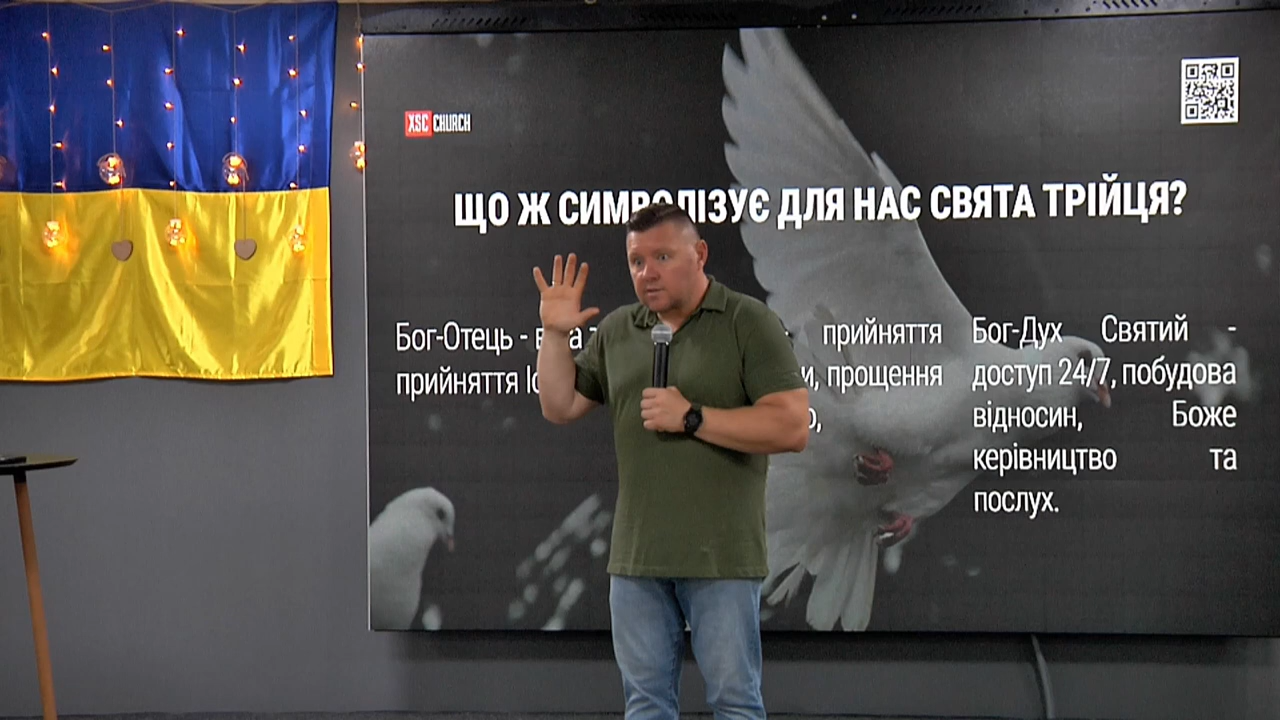 XSC CHURCH
ЩО Ж СИМВОЛІЗУЄ ДЛЯ НАС СВЯТА ТРІЙЦЯ?
Бог-Отець -
прийняття
прийняття
прощення
Бог-Дух Святий -
доступ 24/7, побудова
відносин, Боже
керівництво та
послух.